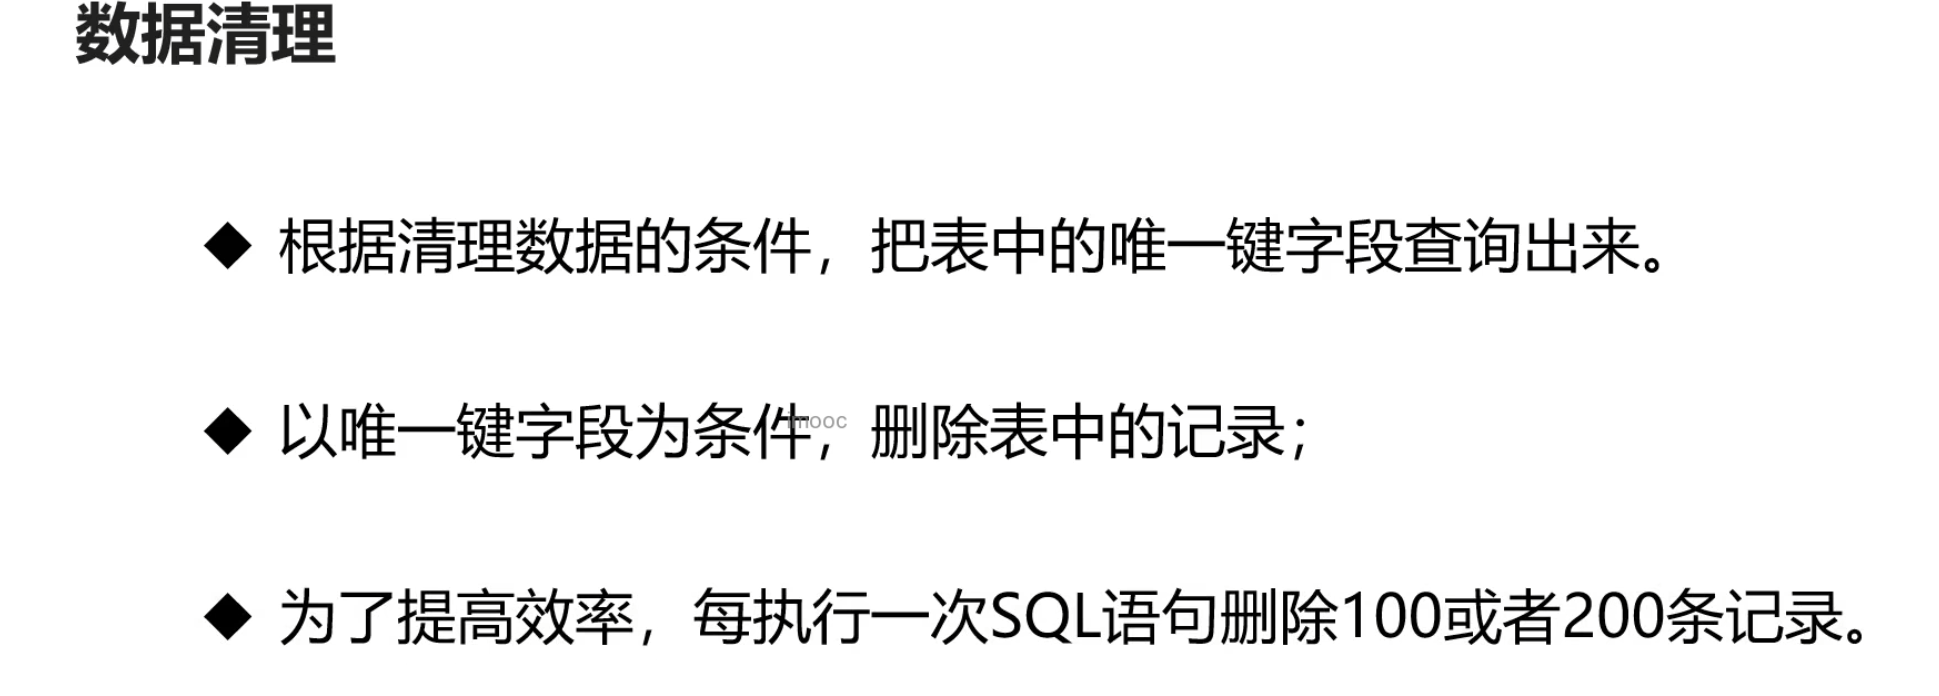 数据清理
◆ 根据清理数据的条件，把表中的唯一键字段查询出来。
◆ 以唯一键字段为条件，删除表中的记录；
imooc
◆ 为了提高效率，每执行一次SQL语句删除100或者200条记录。